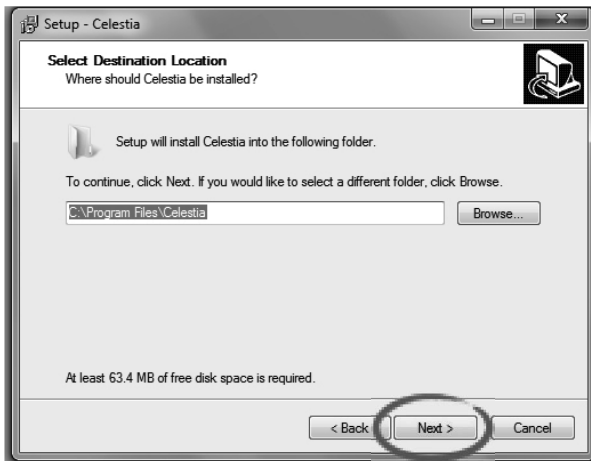 Setup - Celestia
Select Destination Location
Where should Celestia be installed?
Setup will install Celestia into the following folder.
To continue, click Next. If you would like to select a different folder, click Browse.
C:\Program Files\Celestia
Browse...
At least 63.4 MB of free disk space is required.
< Back
Next >
Cancel